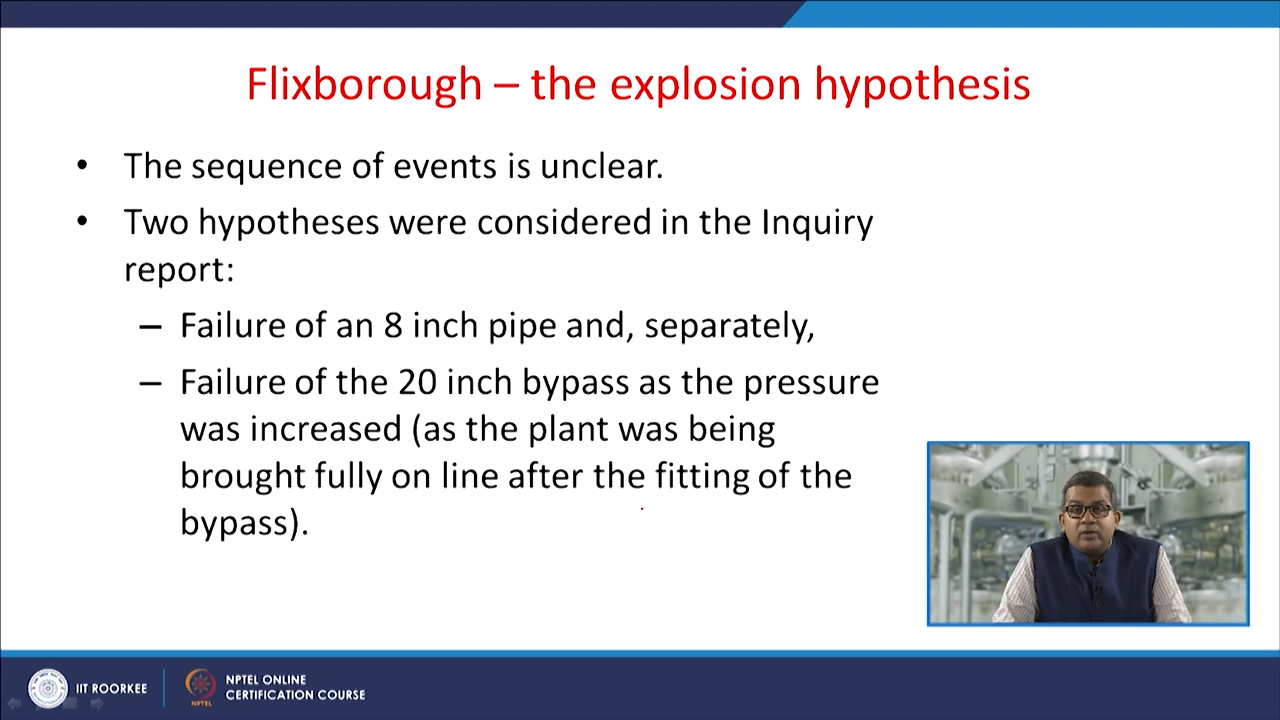 Flixborough – the explosion hypothesis
• The sequence of events is unclear.
• Two hypotheses were considered in the Inquiry
report:
– Failure of an 8 inch pipe and, separately,
– Failure of the 20 inch bypass as the pressure
was increased (as the plant was being
brought fully on line after the fitting of the
bypass).
IIT ROORKEE
NPTEL
NPTEL ONLINE
CERTIFICATION COURSE